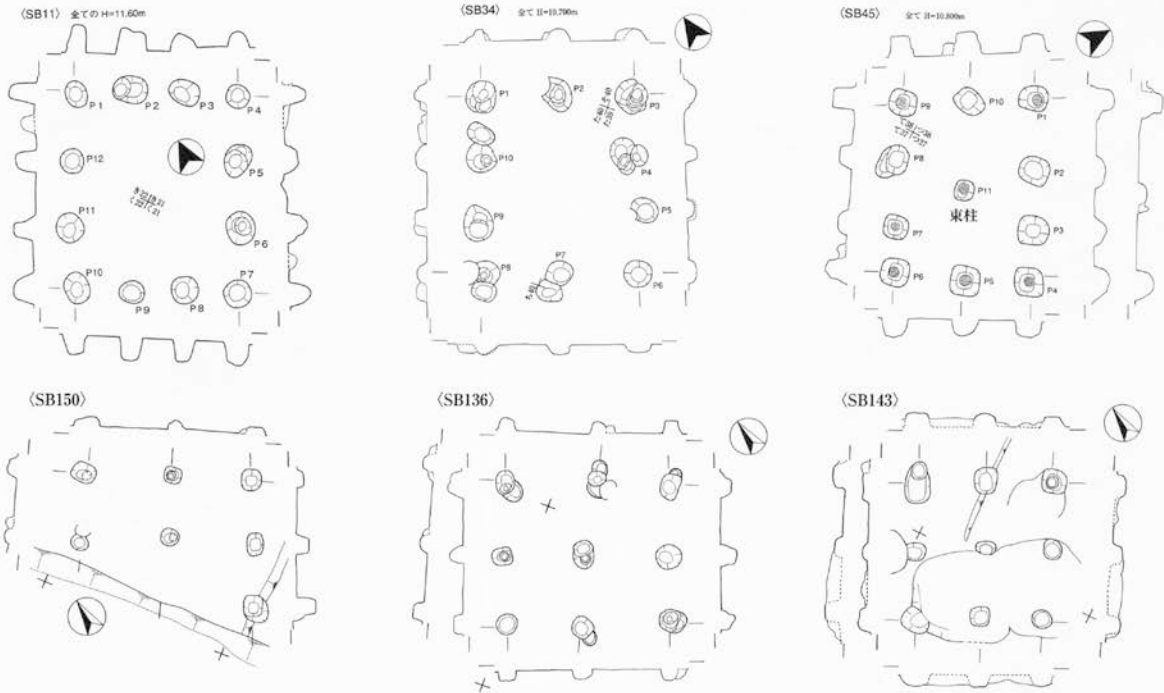 〈SB11〉 全ての H=11.60m
P1
P2
P3
P4
P12
P5
P11
P6
P10
P9
P8
P7
〈SB34〉 全て H=10.700m
P1
P2
P3
P10
P4
P9
P5
P8
P7
P6
〈SB45〉 全て H=10.800m
P9
P10
P1
P8
P2
P11
束柱
P7
P3
P6
P5
P4
〈SB150〉
〈SB136〉
〈SB143〉